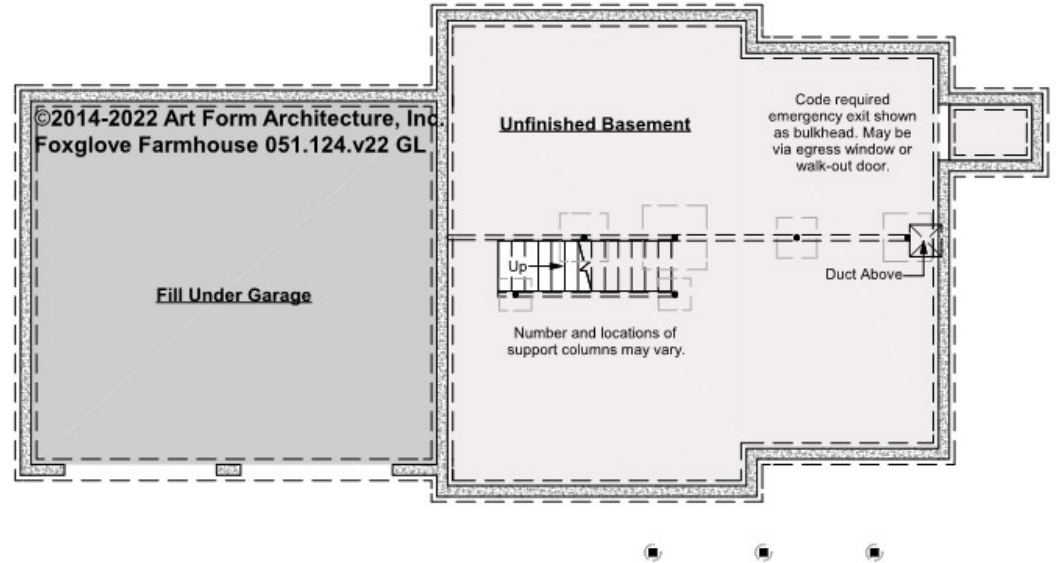 ©2014-2022 Art Form Architecture, Inc.
Foxglove Farmhouse 051.124.v22 GL
Unfinished Basement
Code required
emergency exit shown
as bulkhead. May be
via egress window or
walk-out door.
Up
Duct Above
Fill Under Garage
Number and locations of
support columns may vary.